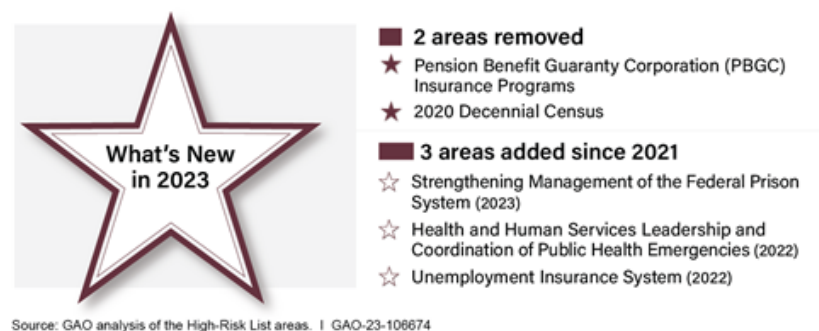 What's New
in 2023
2 areas removed
Pension Benefit Guaranty Corporation (PBGC)
Insurance Programs
2020 Decennial Census
3 areas added since 2021
Strengthening Management of the Federal Prison
System (2023)
Health and Human Services Leadership and
Coordination of Public Health Emergencies (2022)
Unemployment Insurance System (2022)
Source: GAO analysis of the High-Risk List areas. | GAO-23-106674